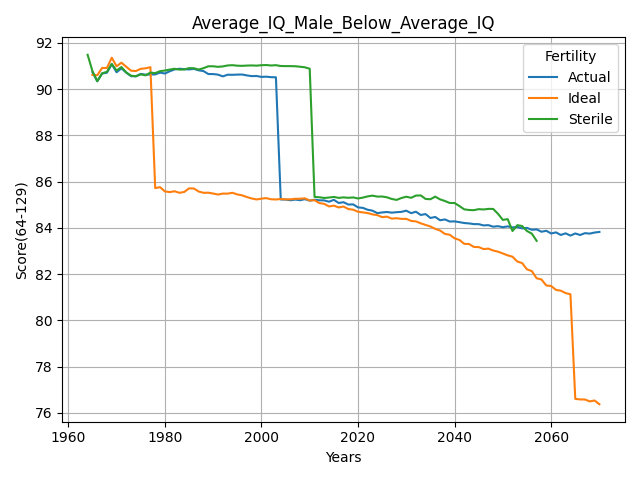 Average_IQ_Male_Below_Average_IQ
Fertility
Actual
Ideal
Sterile
Score(64-129)
92
90
88
86
84
82
80
78
76
1960
1980
2000
2020
2040
2060
Years